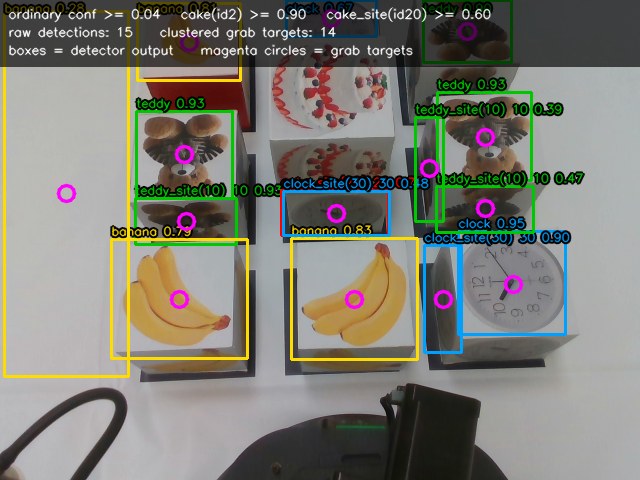 ordinary conf >= 0.04 cake(id2) >= 0.90 cake_site(id20) >= 0.60
raw detections: 15 clustered grab targets: 14
boxes = detector output magenta circles = grab targets
teddy 0.93
teddy 0.93
teddy_site(10) 10 0.39
teddy_site(10) 10 0.93
clock_site(30) 30 0.48
teddy_site(10) 10 0.47
banana 0.79
banana 0.83
clock 0.95
clock_site(30) 30 0.90